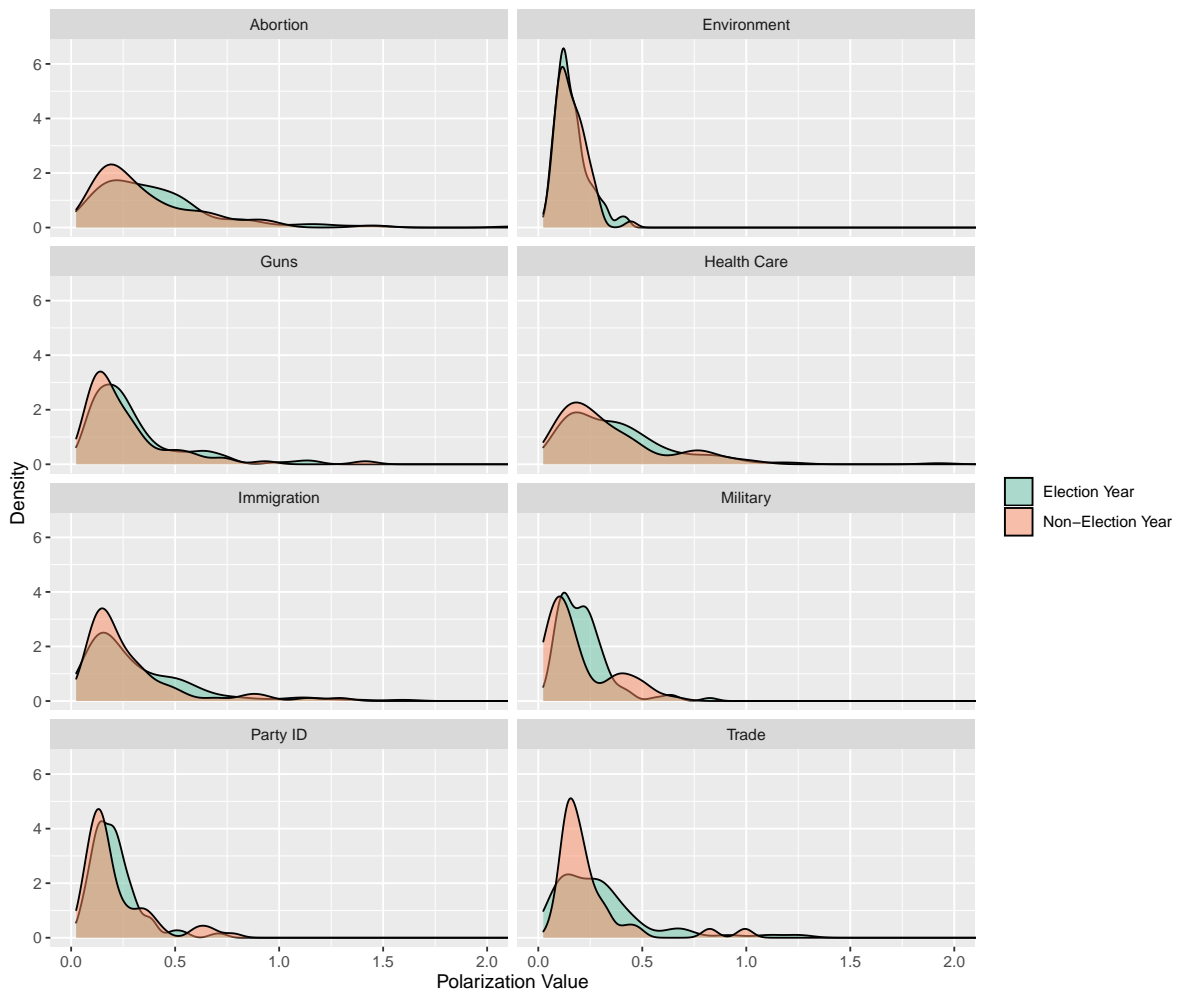 Abortion
Environment
6
4
2
0
Guns
Health Care
6
4
2
0
Immigration
Military
6
4
2
0
Party ID
Trade
6
4
2
0
0.0 0.5 1.0 1.5 2.0
0.0 0.5 1.0 1.5 2.0
Polarization Value
Density
Election Year
Non−Election Year